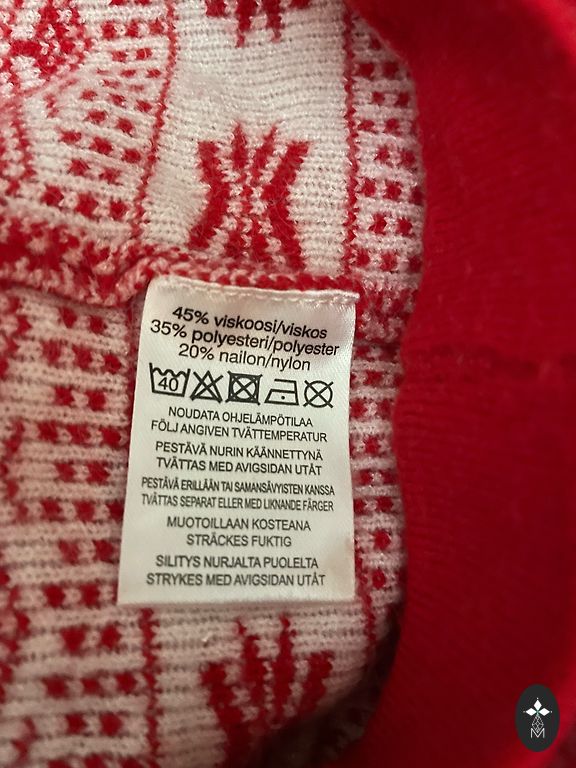 45% viskoosi/viskos
35% polyesteri/polyester
20% nailon/nylon
40
NOUDATA OHJELÄMPÖTILAA
FÖLJ ANGIVEN TVÄTTEMPERATUR
PESTÄVÄ NURIN KÄÄNNETTYNÄ
TVÄTTAS MED AVIGSIDAN UTÅT
PESTÄVÄ ERILLÄÄN TAI SAMANSÄVYISTEN KANSSA
TVÄTTAS SEPARAT ELLER MED LIKNANDE FÄRGER
MUOTOILLAAN KOSTEANA
STRÄCKES FUKTIG
SILITYS NURJALTA PUOLELTA
STRYKES MED AVIGSIDAN UTÅT
M